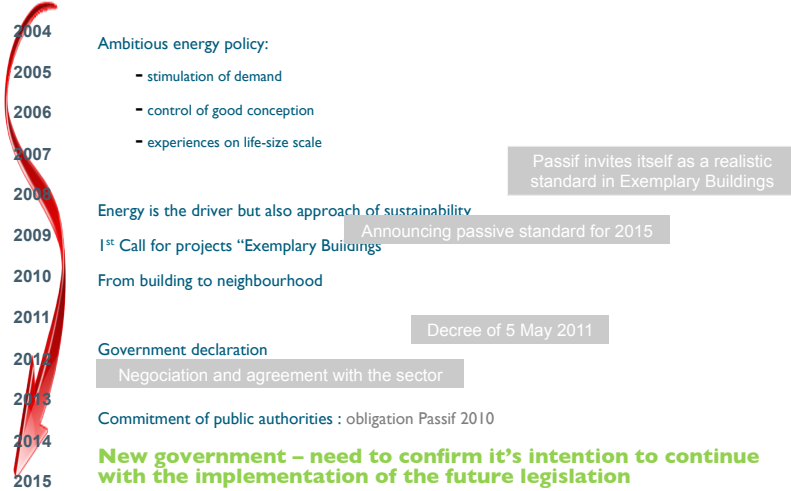 2004
Ambitious energy policy:
2005
- stimulation of demand
2006
- control of good conception
- experiences on life-size scale
2007
Passif invites itself as a realistic
standard in Exemplary Buildings
2008
Energy is the driver but also approach of sustainability
2009
Announcing passive standard for 2015
1st Call for projects “Exemplary Buildings
2010
From building to neighbourhood
2011
Decree of 5 May 2011
Government declaration
2012
Negociation and agreement with the sector
2013
Commitment of public authorities : obligation Passif 2010
2014
New government – need to confirm it’s intention to continue
with the implementation of the future legislation
2015